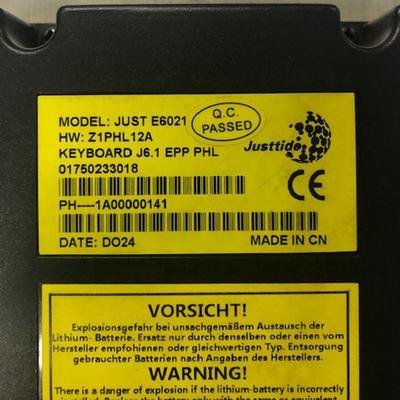 MODEL: JUST E6021
Q.C.
PASSED
HW: Z1PHL12A
Justtide
KEYBOARD J6.1 EPP PHL
01750233018
CE
PH----1A00000141
DATE: DO24
MADE IN CN
VORSICHT!
Explosionsgefahr bei unsachgemäßem Austausch der
Lithium- Batterie. Ersatz nur durch denselben oder einen vom
Hersteller empfohlenen oder gleichwertigen Typ. Entsorgung
gebrauchter Batterien nach Angaben des Herstellers.
WARNING!
There is a danger of explosion if the lithium-battery is incorrectly